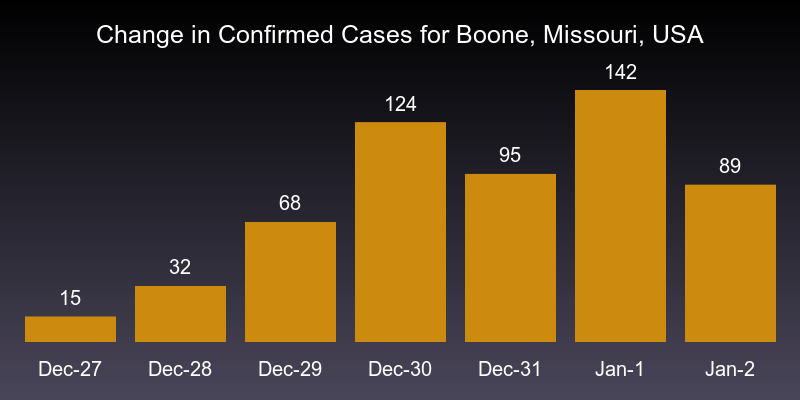 Change in Confirmed Cases for Boone, Missouri, USA
15
32
68
124
95
142
89
Dec-27
Dec-28
Dec-29
Dec-30
Dec-31
Jan-1
Jan-2